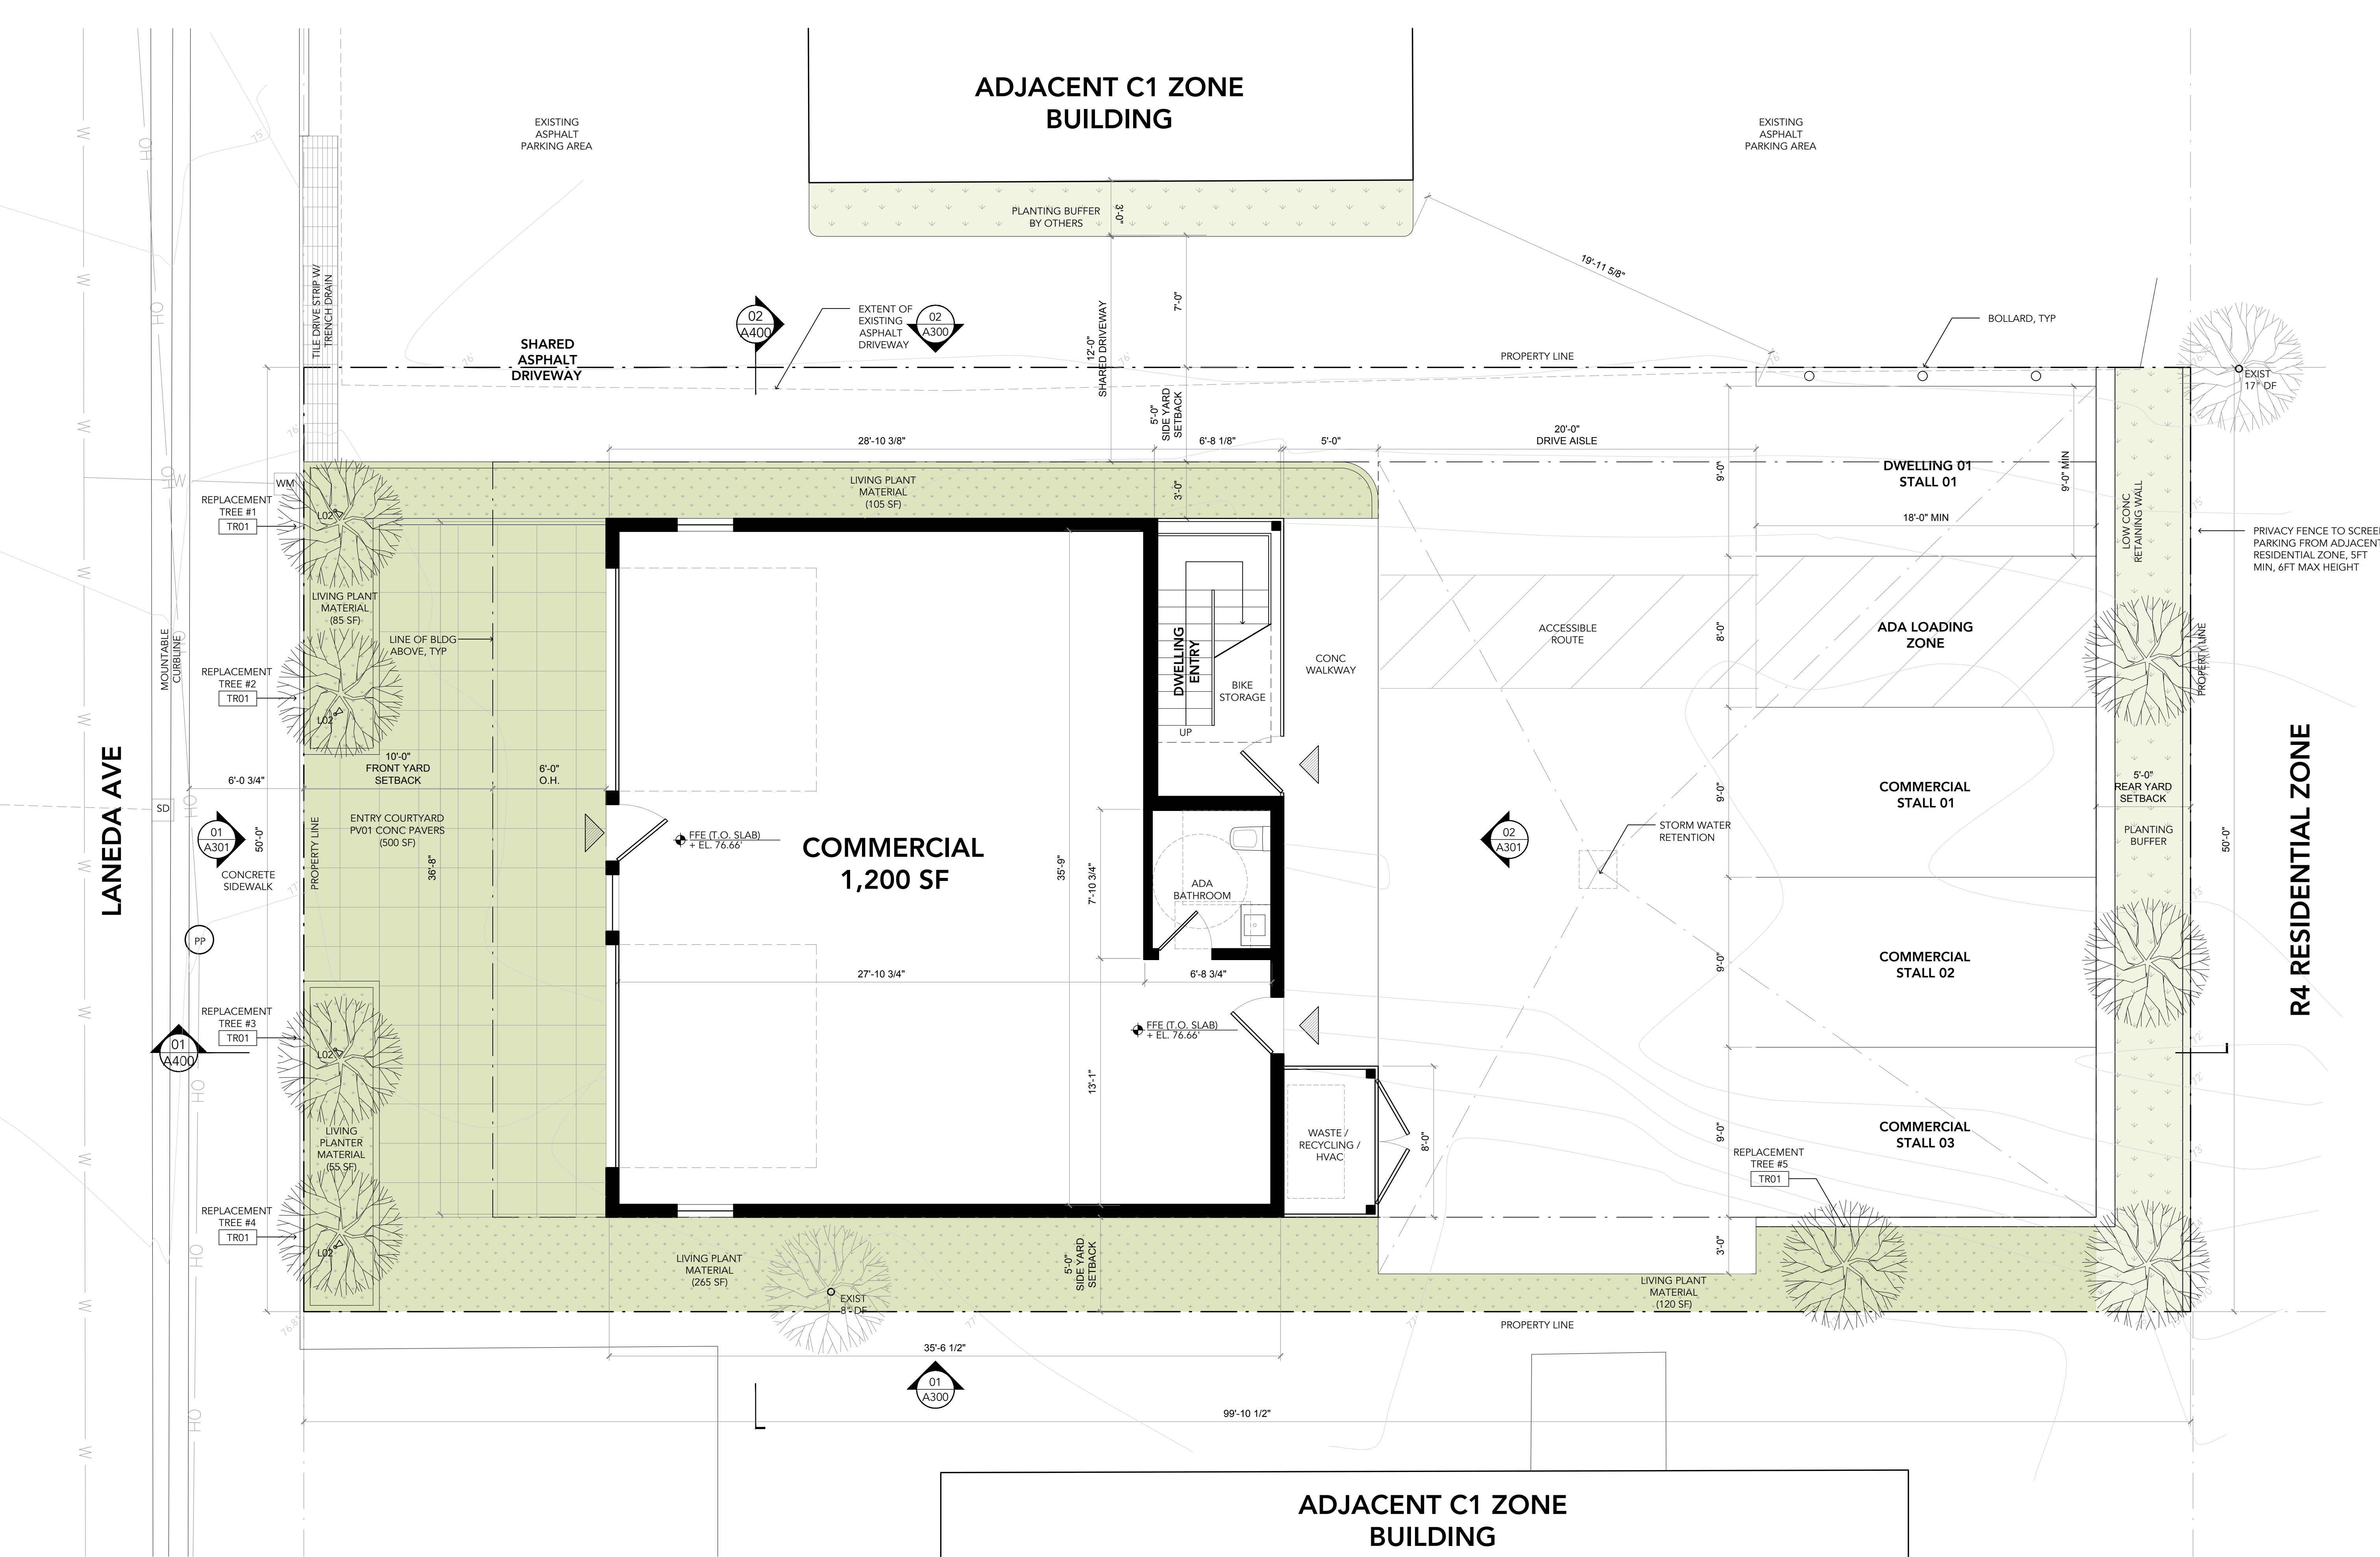 ADJACENT C1 ZONE
BUILDING
EXISTING
ASPHALT
PARKING AREA
EXISTING
ASPHALT
PARKING AREA
75'
OH
W
PLANTING BUFFER
BY OTHERS
3'-0"
19'-11 5/8"
7'-0"
12'-0"
SHARED DRIVEWAY
TILE DRIVE STRIP W/
TRENCH DRAIN
02
A400
EXTENT OF
EXISTING
ASPHALT
DRIVEWAY
02
A300
BOLLARD, TYP
SHARED
ASPHALT
DRIVEWAY
76'
76'
76'
PROPERTY LINE
EXIST
17" DF
5'-0"
SIDE YARD
SETBACK
28'-10 3/8"
6'-8 1/8"
5'-0"
20'-0"
DRIVE AISLE
9'-0"
DWELLING 01
STALL 01
9'-0" MIN
18'-0" MIN
LOW CONC
RETAINING WALL
75'
PRIVACY FENCE TO SCREE
PARKING FROM ADJACENT
RESIDENTIAL ZONE, 5FT
MIN, 6FT MAX HEIGHT
WM
REPLACEMENT
TREE #1
TR01
L02
LIVING PLANT
MATERIAL
(105 SF)
3'-0"
LIVING PLANT
MATERIAL
(85 SF)
LINE OF BLDG
ABOVE, TYP
MOUNTABLE
CURBLINE
REPLACEMENT
TREE #2
TR01
L02
DWELLING
ENTRY
BIKE
STORAGE
UP
CONC
WALKWAY
ACCESSIBLE
ROUTE
8'-0"
ADA LOADING
ZONE
PROPERTY LINE
LANEDA AVE
6'-0 3/4"
10'-0"
FRONT YARD
SETBACK
6'-0"
O.H.
SD
01
A301
50'-0"
CONCRETE
SIDEWALK
PROPERTY LINE
ENTRY COURTYARD
PV01 CONC PAVERS
(500 SF)
36'-8"
FFE (T.O. SLAB)
+ EL. 76.66'
COMMERCIAL
1,200 SF
35'-9"
7'-10 3/4"
ADA
BATHROOM
02
A301
STORM WATER
RETENTION
9'-0"
COMMERCIAL
STALL 01
5'-0"
REAR YARD
SETBACK
PLANTING
BUFFER
50'-0"
R4 RESIDENTIAL ZONE
73'
PP
27'-10 3/4"
6'-8 3/4"
9'-0"
COMMERCIAL
STALL 02
REPLACEMENT
TREE #3
TR01
L02
01
A400
FFE (T.O. SLAB)
+ EL. 76.66'
13'-1"
72'
72'
73'
LIVING
PLANTER
MATERIAL
(55 SF)
WASTE /
RECYCLING /
HVAC
8'-0"
9'-0"
COMMERCIAL
STALL 03
REPLACEMENT
TREE #5
TR01
REPLACEMENT
TREE #4
TR01
L02
LIVING PLANT
MATERIAL
(265 SF)
EXIST
8" DF
5'-0"
SIDE YARD
SETBACK
3'-0"
LIVING PLANT
MATERIAL
(120 SF)
76.8'
77'
77'
PROPERTY LINE
35'-6 1/2"
01
A300
99'-10 1/2"
ADJACENT C1 ZONE
BUILDING